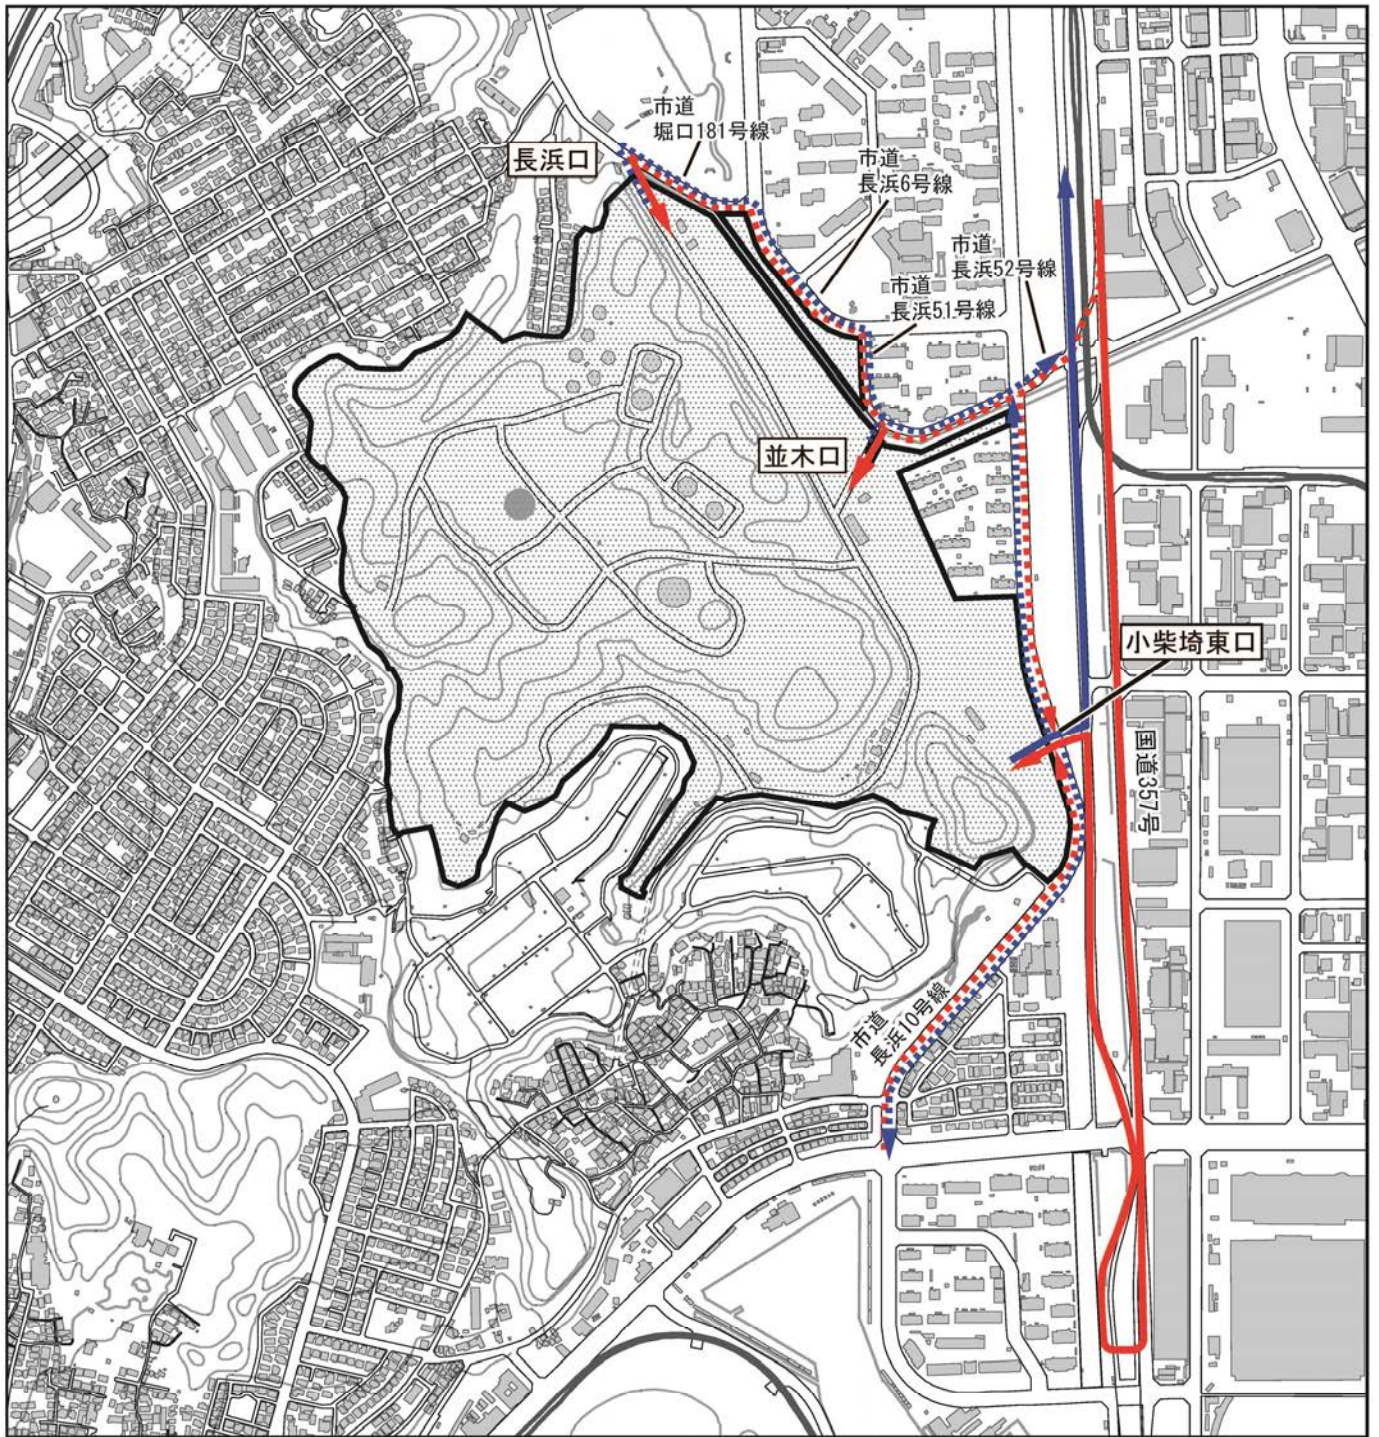 市道
堀口181号線
長浜口
市道
長浜6号線
市道
長浜52号線
市道
長浜51号線
並木口
小柴埼東口
国道357号
市道
長浜10号線